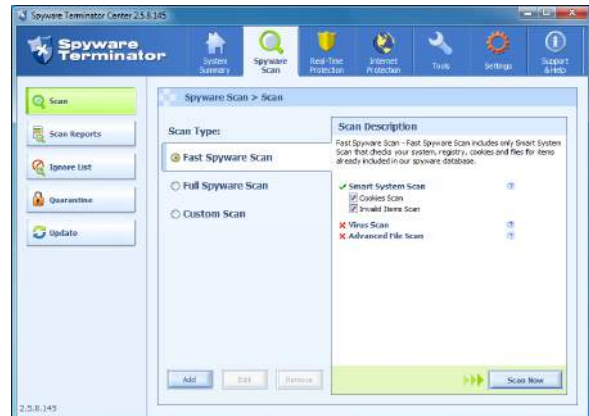 Spyware Terminator Center 2.5.8.145
Spyware
Terminator
System
Summary
Spyware
Scan
Real-Time
Protection
Internet
Protection
Tools
Settings
Support
& Help
Scan
Scan Reports
Ignore List
Quarantine
Update
Spyware Scan > Scan
Scan Type:
Fast Spyware Scan
Full Spyware Scan
Custom Scan
Scan Description
Fast Spyware Scan - Fast Spyware Scan includes only Smart System
Scan that checks your system, registry, cookies and files for items
already included in our spyware database.
Smart System Scan
Cookies Scan
Invalid Items Scan
Virus Scan
Advanced File Scan
Add
Edit
Remove
Scan Now
2.5.8.145